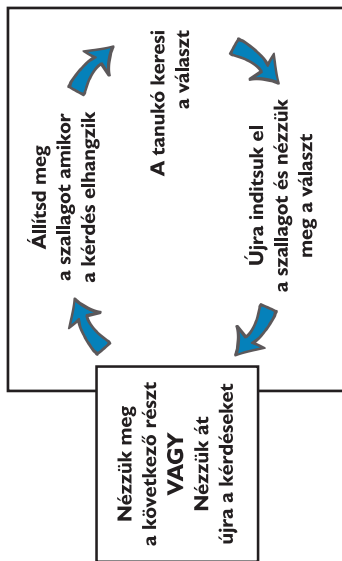 Nézzük meg
a következő részt
VAGY
Nézzük át
újra a kérdéseket
Állítsd meg
a szallagot amikor
a kérdés elhangzik
A tanukó keresi
a választ
Újra indítsuk el
a szallagot és nézzük
meg a választ